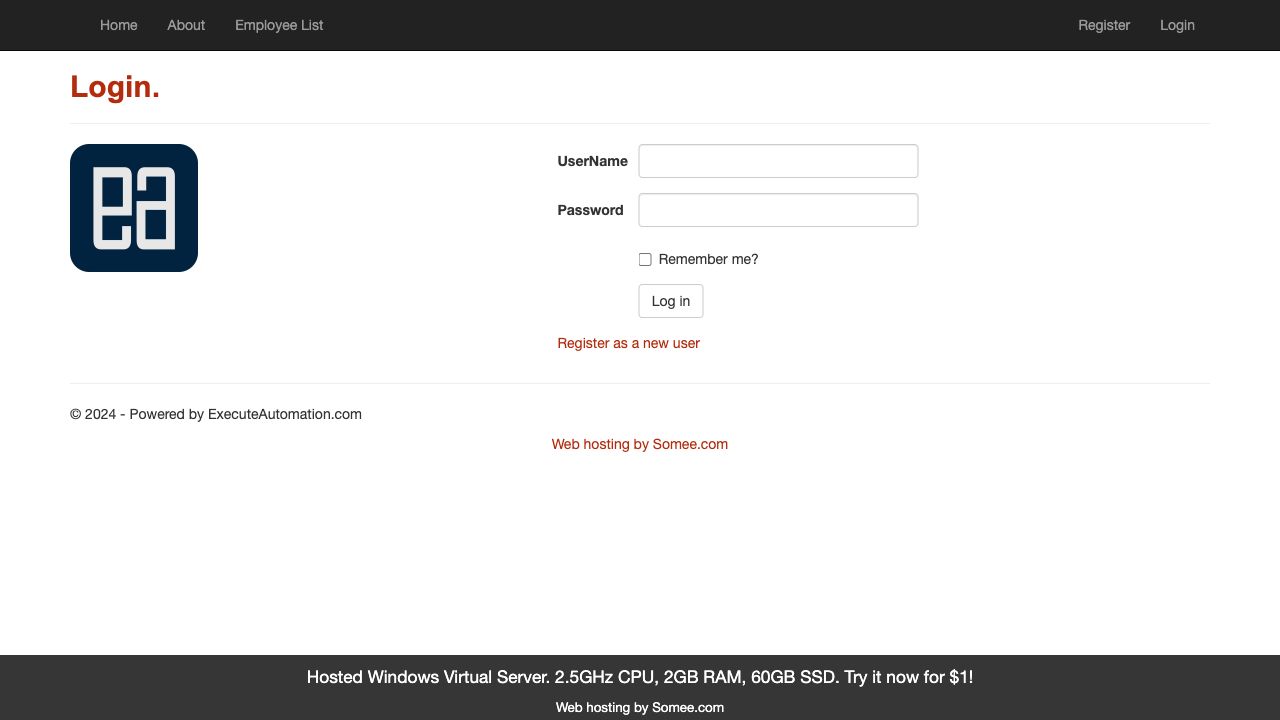 Home About Employee List Register Login
Login.
ea
UserName
Password
Remember me?
Log in
Register as a new user
© 2024 - Powered by ExecuteAutomation.com
Web hosting by Somee.com
Hosted Windows Virtual Server. 2.5GHz CPU, 2GB RAM, 60GB SSD. Try it now for $1!
Web hosting by Somee.com